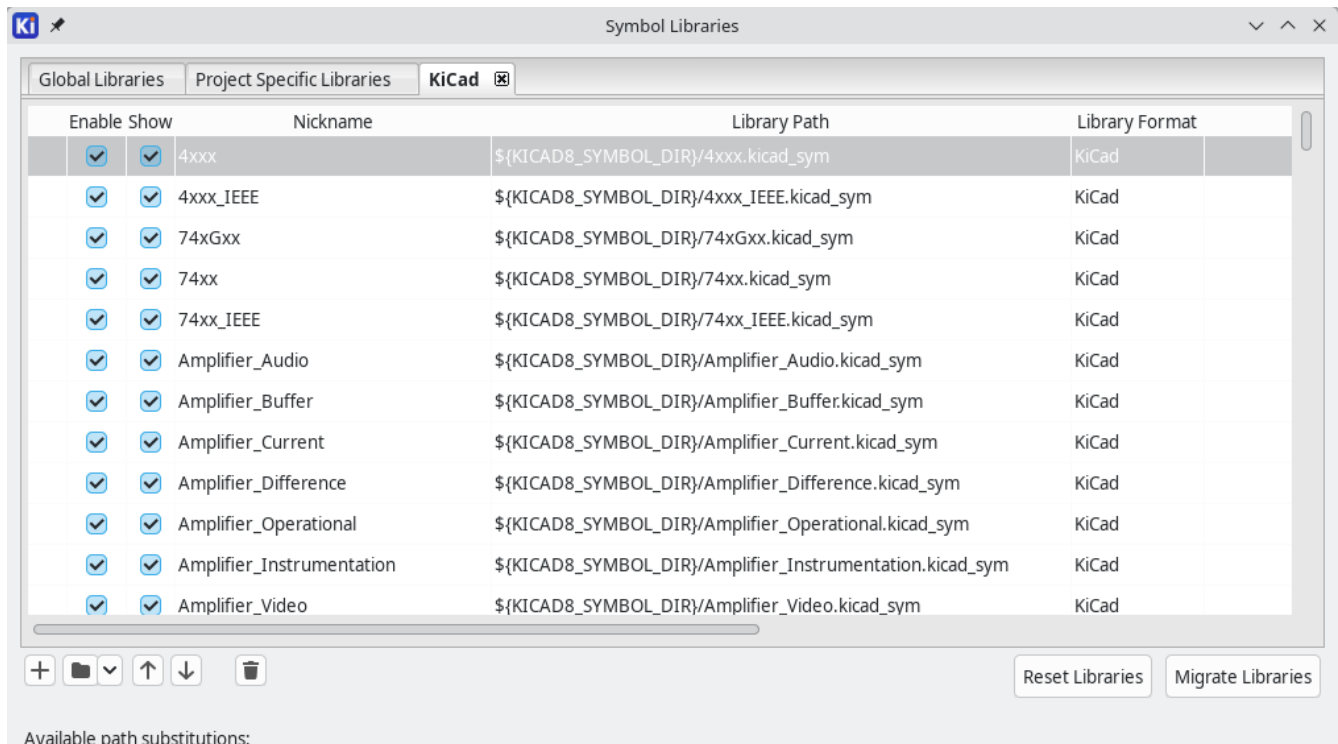 Ki Symbol Libraries
Global Libraries Project Specific Libraries KiCad
Enable Show Nickname Library Path Library Format
4xxx ${KICAD8_SYMBOL_DIR}/4xxx.kicad_sym KiCad
4xxx_IEEE ${KICAD8_SYMBOL_DIR}/4xxx_IEEE.kicad_sym KiCad
74xGxx ${KICAD8_SYMBOL_DIR}/74xGxx.kicad_sym KiCad
74xx ${KICAD8_SYMBOL_DIR}/74xx.kicad_sym KiCad
74xx_IEEE ${KICAD8_SYMBOL_DIR}/74xx_IEEE.kicad_sym KiCad
Amplifier_Audio ${KICAD8_SYMBOL_DIR}/Amplifier_Audio.kicad_sym KiCad
Amplifier_Buffer ${KICAD8_SYMBOL_DIR}/Amplifier_Buffer.kicad_sym KiCad
Amplifier_Current ${KICAD8_SYMBOL_DIR}/Amplifier_Current.kicad_sym KiCad
Amplifier_Difference ${KICAD8_SYMBOL_DIR}/Amplifier_Difference.kicad_sym KiCad
Amplifier_Operational ${KICAD8_SYMBOL_DIR}/Amplifier_Operational.kicad_sym KiCad
Amplifier_Instrumentation ${KICAD8_SYMBOL_DIR}/Amplifier_Instrumentation.kicad_sym KiCad
Amplifier_Video ${KICAD8_SYMBOL_DIR}/Amplifier_Video.kicad_sym KiCad
Reset Libraries Migrate Libraries
Available path substitutions: